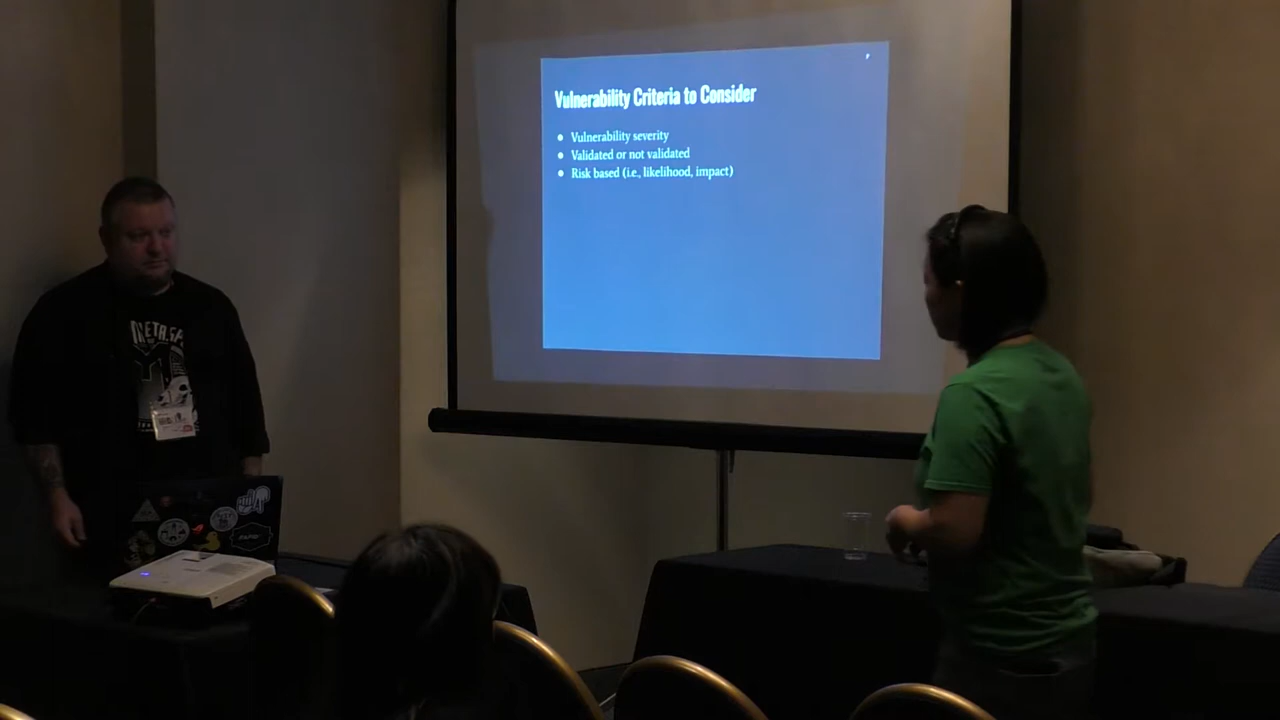 Vulnerability Criteria to Consider
Vulnerability severity
Validated or not validated
Risk based (i.e., likelihood, impact)